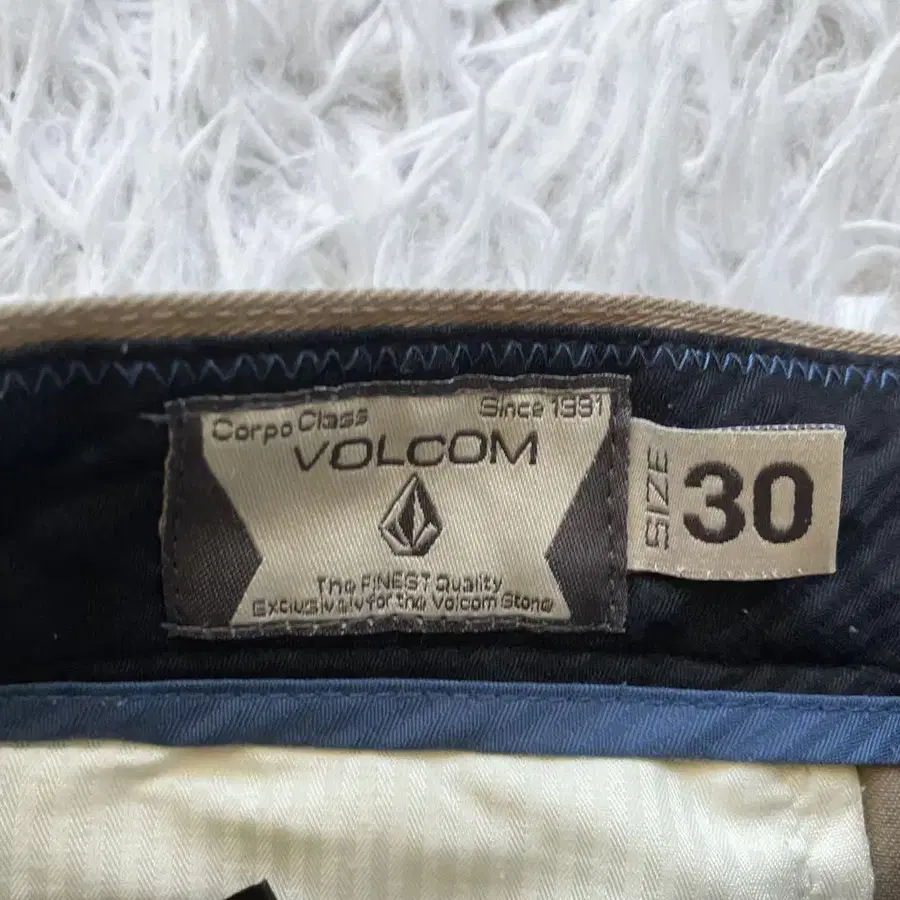 Corpo Class Since 1991
VOLCOM
The FINEST Quality
Exclusively for the Volcom Stone
SIZE 30